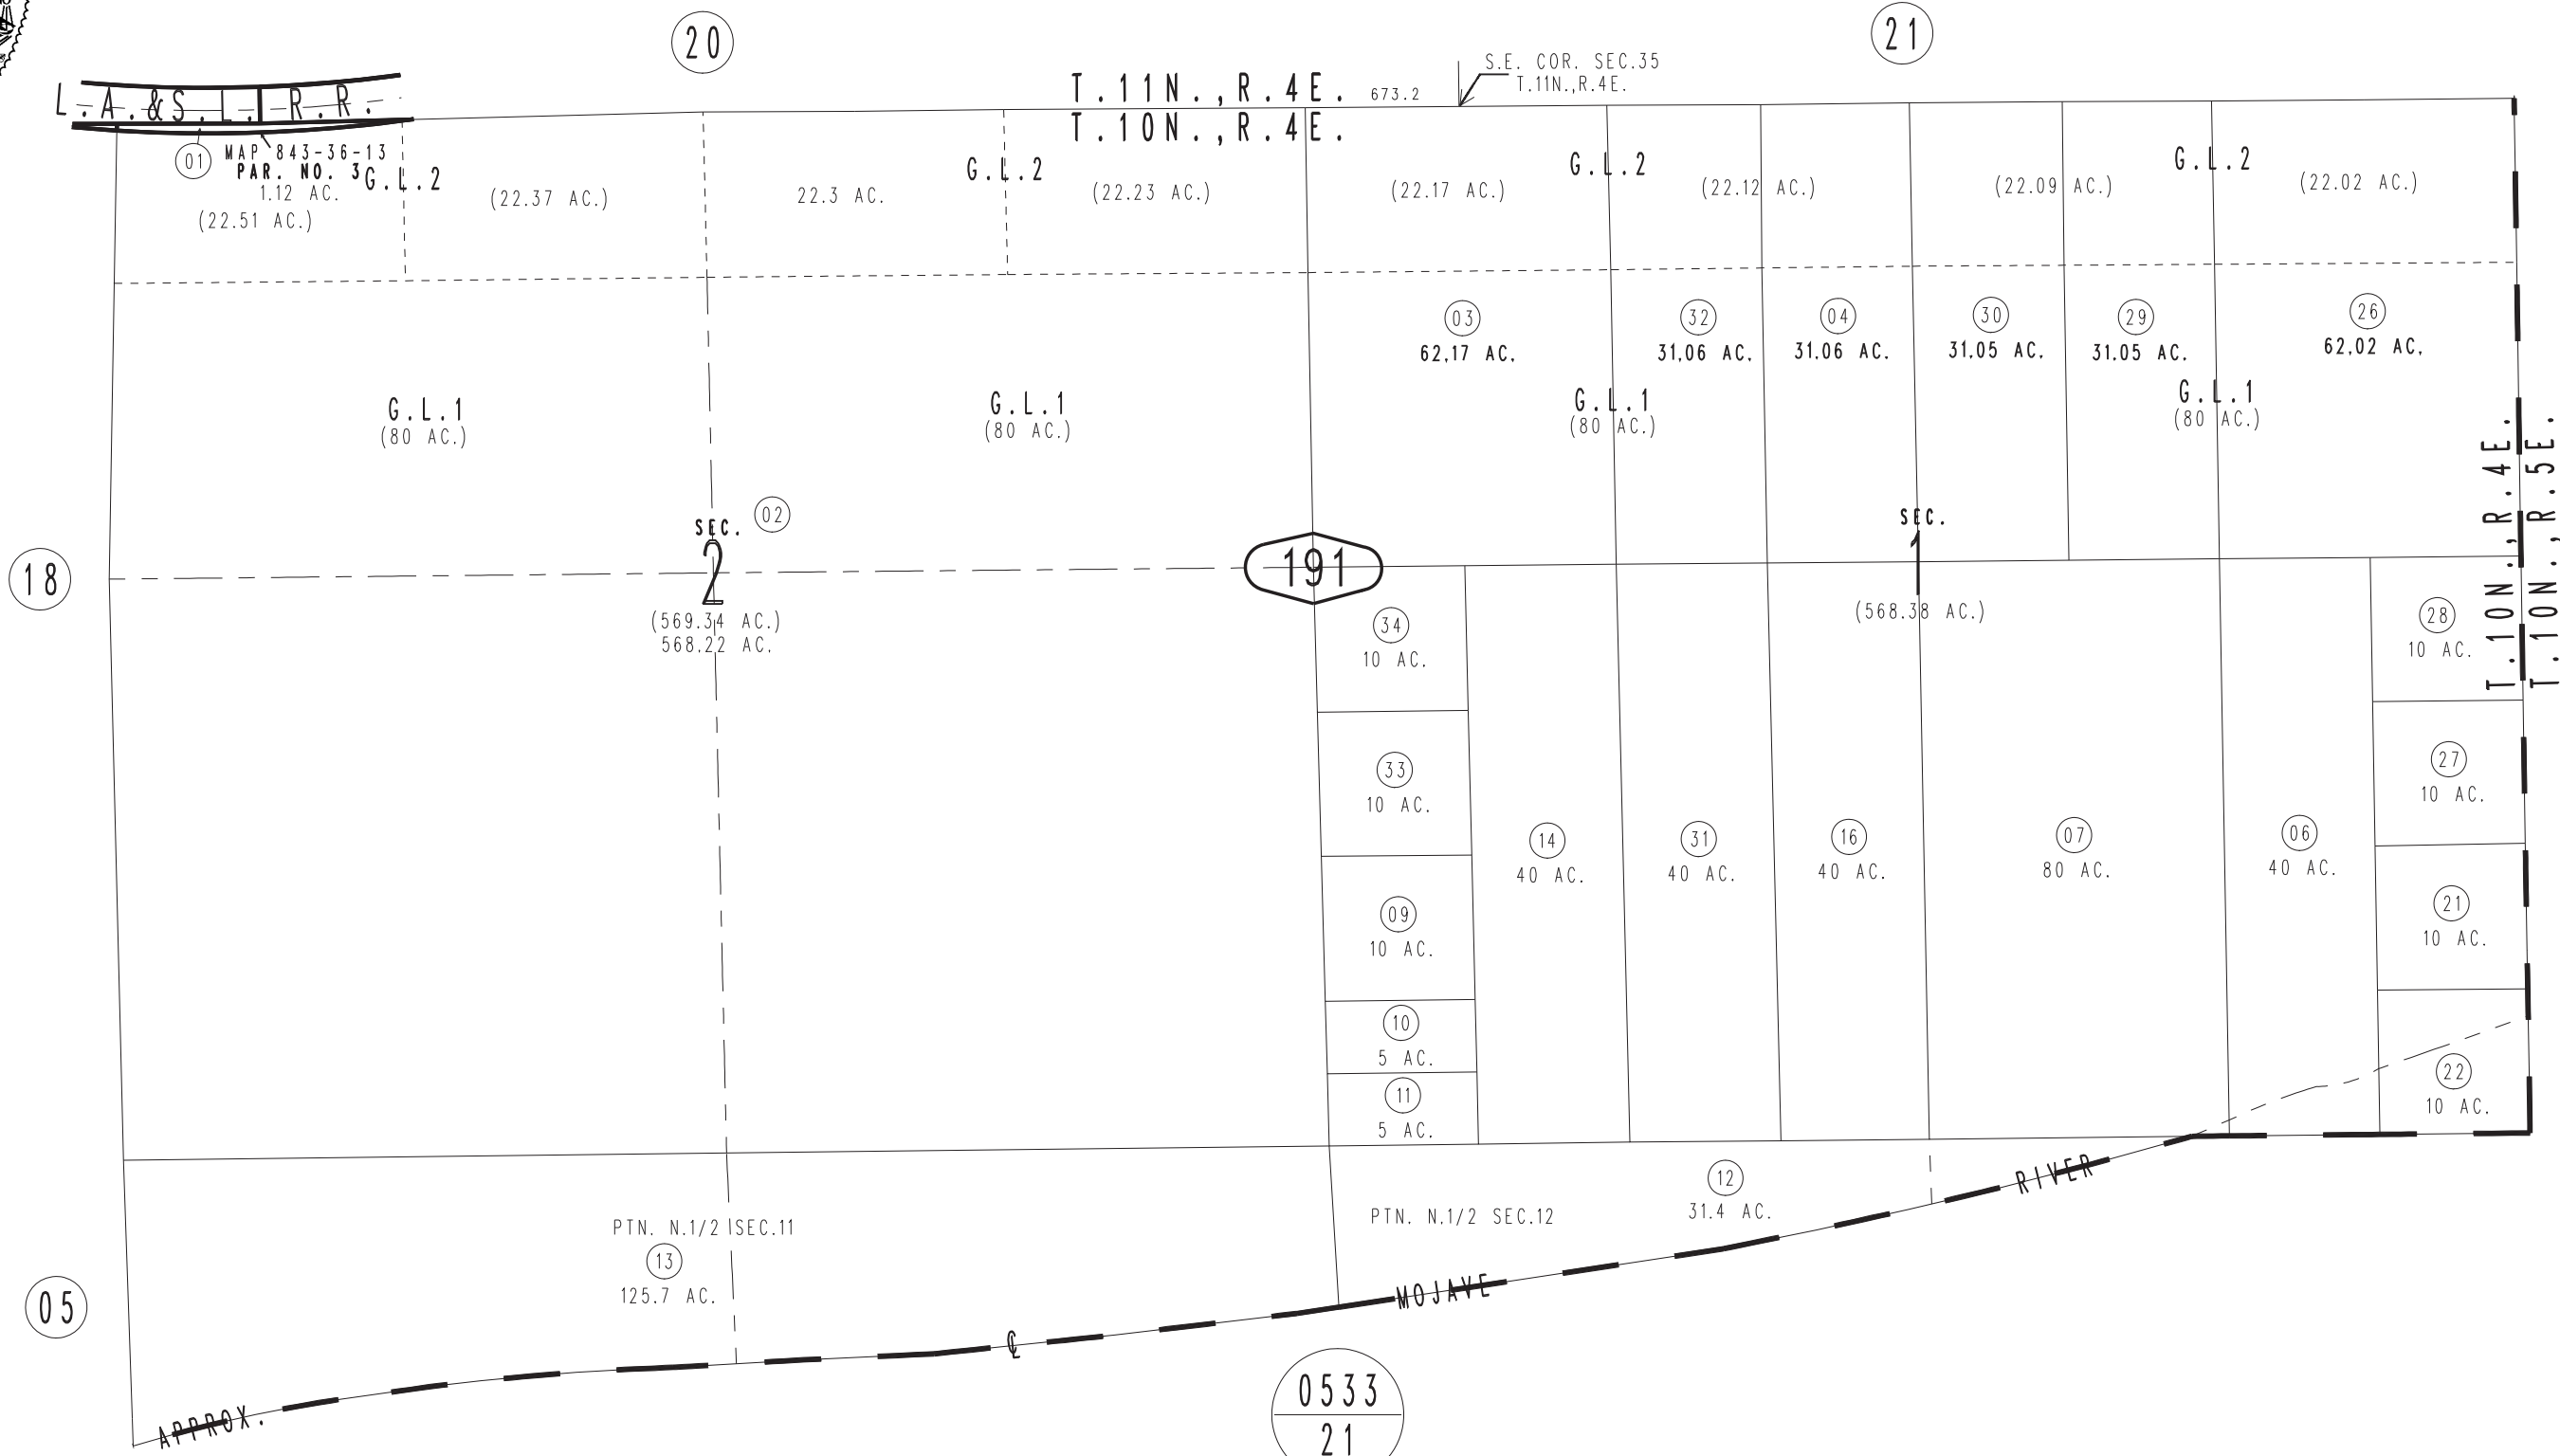 20
21
S.E. COR. SEC.35
T.11N.,R.4E.
T.11N.,R.4E.
673.2
T.10N.,R.4E.
L.A.&S.L. R.R.
01
MAP 843-36-13
PAR. NO. 3
1.12 AC.
(22.51 AC.)
G.L.2
(22.37 AC.)
22.3 AC.
G.L.2
(22.23 AC.)
(22.17 AC.)
G.L.2
(22.12 AC.)
(22.09 AC.)
G.L.2
(22.02 AC.)
03
62.17 AC.
32
31.06 AC.
04
31.06 AC.
30
31.05 AC.
29
31.05 AC.
26
62.02 AC.
G.L.1
(80 AC.)
G.L.1
(80 AC.)
G.L.1
(80 AC.)
G.L.1
(80 AC.)
T.10N.,R.4E.
T.10N.,R.5E.
18
SEC.
2
02
(569.34 AC.)
568.22 AC.
191
SEC.
1
(568.38 AC.)
34
10 AC.
28
10 AC.
33
10 AC.
27
10 AC.
14
40 AC.
31
40 AC.
16
40 AC.
07
80 AC.
06
40 AC.
09
10 AC.
21
10 AC.
10
5 AC.
11
5 AC.
22
10 AC.
PTN. N.1/2 SEC.11
13
125.7 AC.
PTN. N.1/2 SEC.12
12
31.4 AC.
05
APPROX.
℄
MOJAVE
RIVER
0533
21